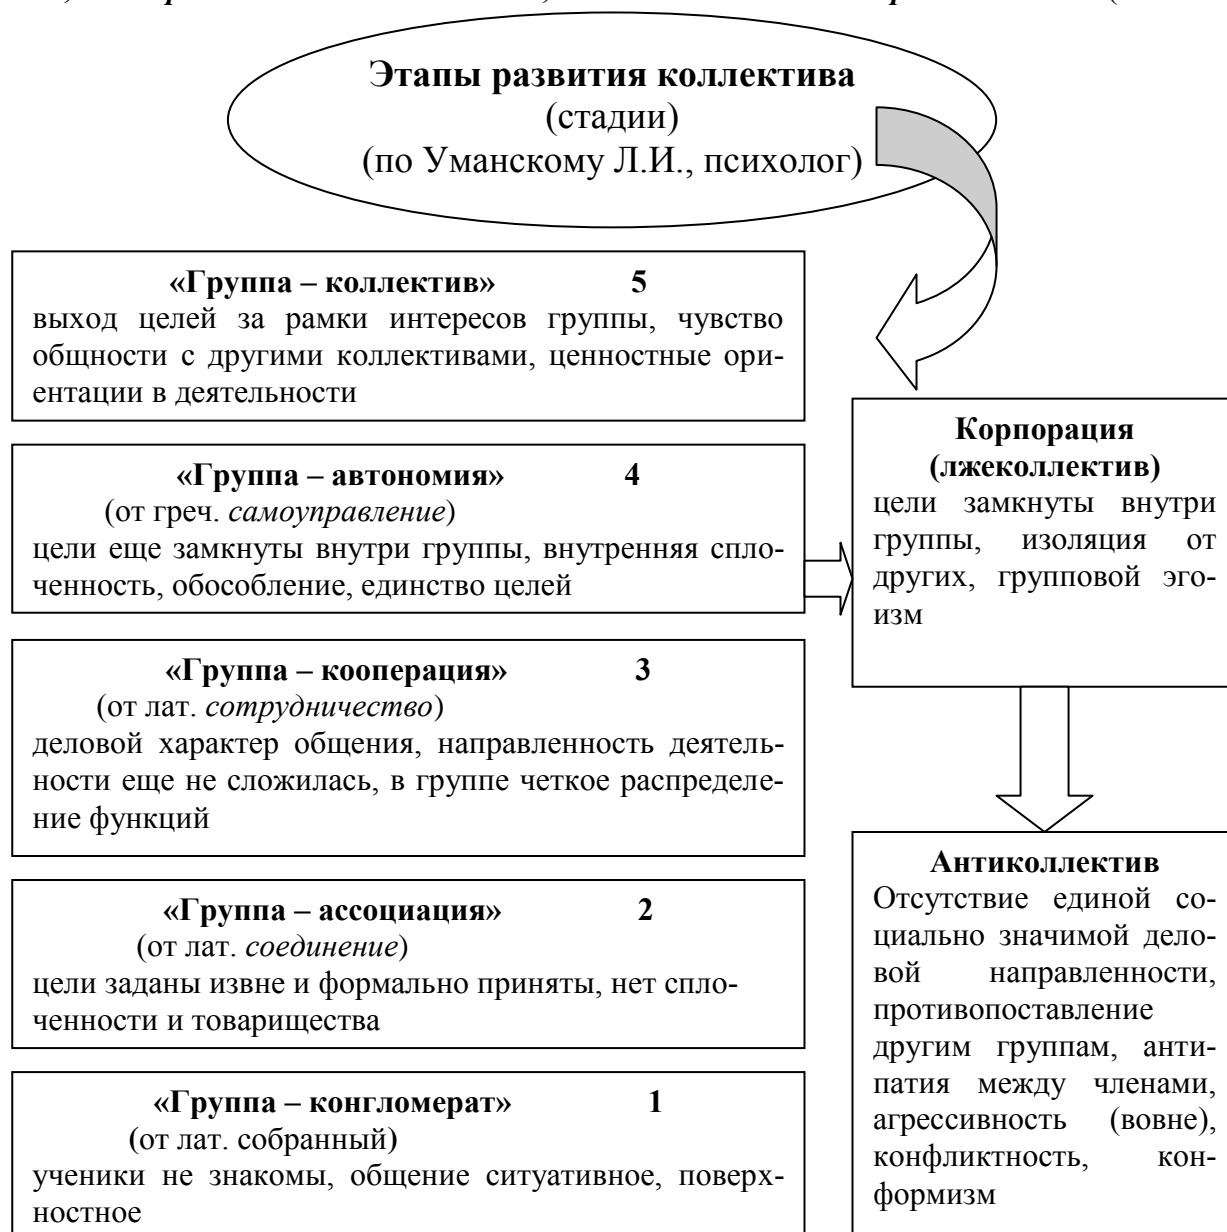 Этапы развития коллектива
(стадии)
(по Уманскому Л.И., психолог)
«Группа – коллектив» 5
выход целей за рамки интересов группы, чувство
общности с другими коллективами, ценностные ори-
ентации в деятельности
«Группа – автономия» 4
(от греч. самоуправление)
цели еще замкнуты внутри группы, внутренняя спло-
ченность, обособление, единство целей
«Группа – кооперация» 3
(от лат. сотрудничество)
деловой характер общения, направленность деятель-
ности еще не сложилась, в группе четкое распределе-
ние функций
«Группа – ассоциация» 2
(от лат. соединение)
цели заданы извне и формально приняты, нет спло-
ченности и товарищества
«Группа – конгломерат» 1
(от лат. собранный)
ученики не знакомы, общение ситуативное, поверх-
ностное
Корпорация
(лжеколлектив)
цели замкнуты внутри
группы, изоляция от
других, групповой эго-
изм
Антиколлектив
Отсутствие единой со-
циально значимой дело-
вой направленности,
противопоставление
другим группам, анти-
патия между членами,
агрессивность (вовне),
конфликтность, кон-
формизм